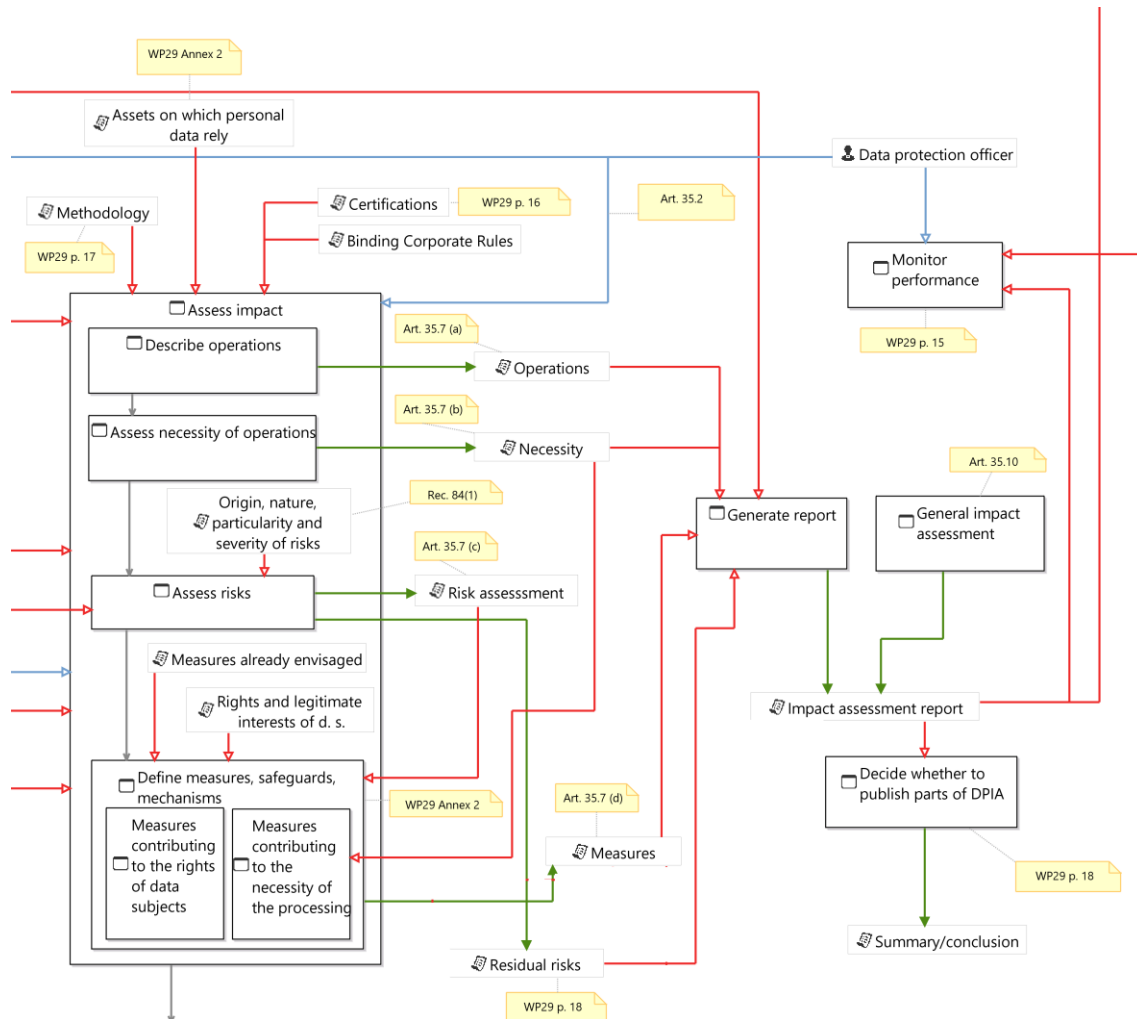 WP29 Annex 2
Assets on which personal
data rely
Data protection officer
Methodology
Certifications
WP29 p. 16
Art. 35.2
Binding Corporate Rules
WP29 p. 17
Monitor
performance
Assess impact
WP29 p. 15
Describe operations
Art. 35.7 (a)
Operations
Art. 35.7 (b)
Assess necessity of operations
Necessity
Art. 35.10
Origin, nature,
particularity and
severity of risks
Rec. 84(1)
Generate report
General impact
assessment
Art. 35.7 (c)
Assess risks
Risk assesssment
Measures already envisaged
Rights and legitimate
interests of d. s.
Impact assessment report
Define measures, safeguards,
mechanisms
WP29 Annex 2
Decide whether to
publish parts of DPIA
Art. 35.7 (d)
Measures
contributing
to the rights
of data
subjects
Measures
contributing
to the
necessity of
the processing
Measures
WP29 p. 18
Summary/conclusion
Residual risks
WP29 p. 18